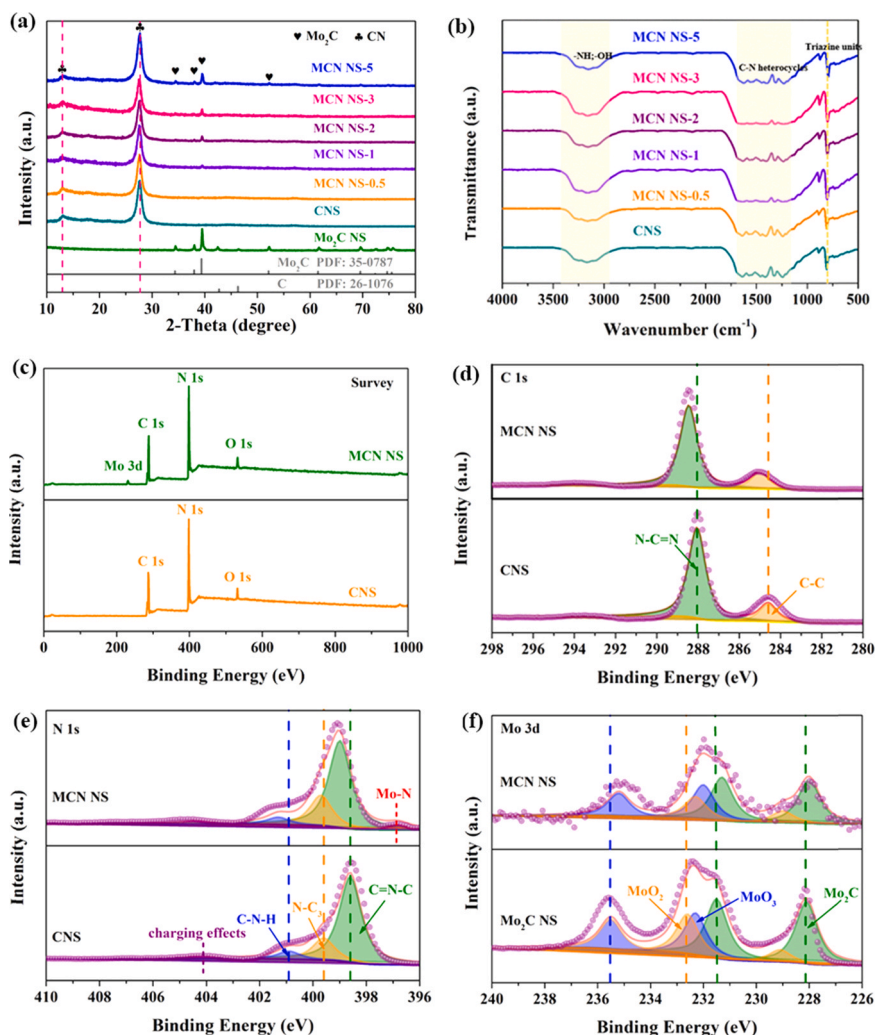 (a)
♥ Mo₂C ♣ CN
MCN NS-5
MCN NS-3
MCN NS-2
MCN NS-1
MCN NS-0.5
CNS
Mo₂C NS
Mo₂C PDF: 35-0787
C PDF: 26-1076
10 20 30 40 50 60 70 80
2-Theta (degree)
Intensity (a.u.)
(b)
-NH;-OH
C-N heterocycles
Triazine units
MCN NS-5
MCN NS-3
MCN NS-2
MCN NS-1
MCN NS-0.5
CNS
4000 3500 3000 2500 2000 1500 1000 500
Wavenumber (cm⁻¹)
Transmittance (a.u.)
(c)
Survey
N 1s
C 1s
Mo 3d
O 1s
MCN NS
N 1s
C 1s
O 1s
CNS
0 200 400 600 800 1000
Binding Energy (eV)
Intensity (a.u.)
(d)
C 1s
MCN NS
CNS
N-C=N
C-C
298 296 294 292 290 288 286 284 282 280
Binding Energy (eV)
Intensity (a.u.)
(e)
N 1s
MCN NS
Mo-N
CNS
charging effects
C-N-H
N-C₃
C=N-C
410 408 406 404 402 400 398 396
Binding Energy (eV)
Intensity (a.u.)
(f)
Mo 3d
MCN NS
Mo₂C NS
MoO₂
MoO₃
Mo₂C
240 238 236 234 232 230 228 226
Binding Energy (eV)
Intensity (a.u.)